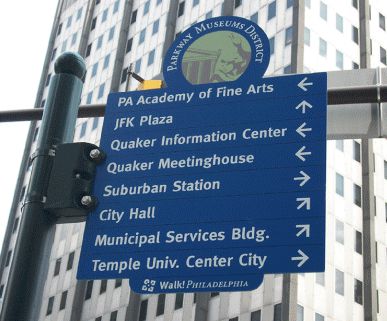 PARKWAY MUSEUMS DISTRICT
PA Academy of Fine Arts
JFK Plaza
Quaker Information Center
Quaker Meetinghouse
Suburban Station
City Hall
Municipal Services Bldg.
Temple Univ. Center City
Walk! PHILADELPHIA